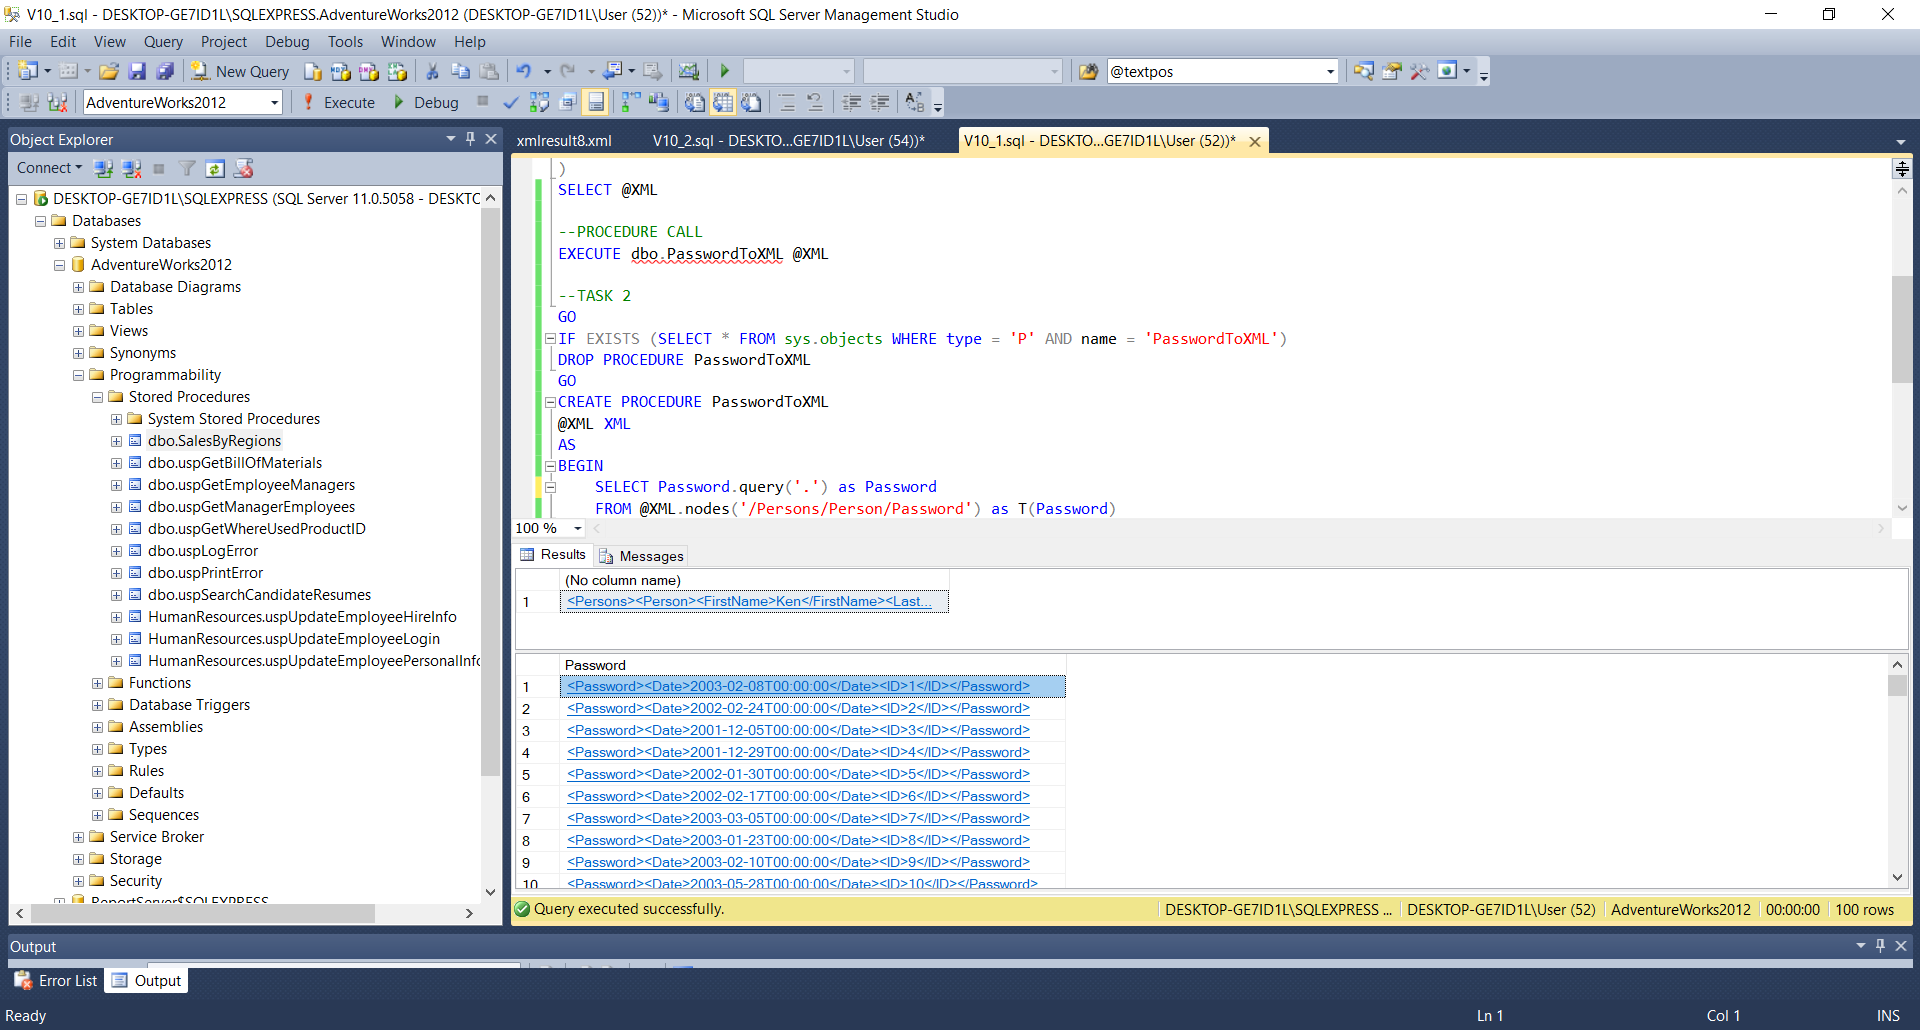 V10_1.sql - DESKTOP-GE7ID1L\SQLEXPRESS.AdventureWorks2012 (DESKTOP-GE7ID1L\User (52))* - Microsoft SQL Server Management Studio
File Edit View Query Project Debug Tools Window Help
New Query @textpos
AdventureWorks2012 Execute Debug
Object Explorer
Connect
DESKTOP-GE7ID1L\SQLEXPRESS (SQL Server 11.0.5058 - DESKTC
Databases
System Databases
AdventureWorks2012
Database Diagrams
Tables
Views
Synonyms
Programmability
Stored Procedures
System Stored Procedures
dbo.SalesByRegions
dbo.uspGetBillOfMaterials
dbo.uspGetEmployeeManagers
dbo.uspGetManagerEmployees
dbo.uspGetWhereUsedProductID
dbo.uspLogError
dbo.uspPrintError
dbo.uspSearchCandidateResumes
HumanResources.uspUpdateEmployeeHireInfo
HumanResources.uspUpdateEmployeeLogin
HumanResources.uspUpdateEmployeePersonalInfo
Functions
Database Triggers
Assemblies
Types
Rules
Defaults
Sequences
Service Broker
Storage
Security
ReportServer$SQLEXPRESS
xmlresult8.xml V10_2.sql - DESKTO...GE7ID1L\User (54))* V10_1.sql - DESKTO...GE7ID1L\User (52))*
)
SELECT @XML
--PROCEDURE CALL
EXECUTE dbo.PasswordToXML @XML
--TASK 2
GO
IF EXISTS (SELECT * FROM sys.objects WHERE type = 'P' AND name = 'PasswordToXML')
DROP PROCEDURE PasswordToXML
GO
CREATE PROCEDURE PasswordToXML
@XML XML
AS
BEGIN
SELECT Password.query('.') as Password
FROM @XML.nodes('/Persons/Person/Password') as T(Password)
100 %
Results Messages
(No column name)
1 <Persons><Person><FirstName>Ken</FirstName><Last...
Password
1 <Password><Date>2003-02-08T00:00:00</Date><ID>1</ID></Password>
2 <Password><Date>2002-02-24T00:00:00</Date><ID>2</ID></Password>
3 <Password><Date>2001-12-05T00:00:00</Date><ID>3</ID></Password>
4 <Password><Date>2001-12-29T00:00:00</Date><ID>4</ID></Password>
5 <Password><Date>2002-01-30T00:00:00</Date><ID>5</ID></Password>
6 <Password><Date>2002-02-17T00:00:00</Date><ID>6</ID></Password>
7 <Password><Date>2003-03-05T00:00:00</Date><ID>7</ID></Password>
8 <Password><Date>2003-01-23T00:00:00</Date><ID>8</ID></Password>
9 <Password><Date>2003-02-10T00:00:00</Date><ID>9</ID></Password>
10 <Password><Date>2003-05-28T00:00:00</Date><ID>10</ID></Password>
Query executed successfully. DESKTOP-GE7ID1L\SQLEXPRESS ... DESKTOP-GE7ID1L\User (52) AdventureWorks2012 00:00:00 100 rows
Output
Error List Output
Ready Ln 1 Col 1 INS